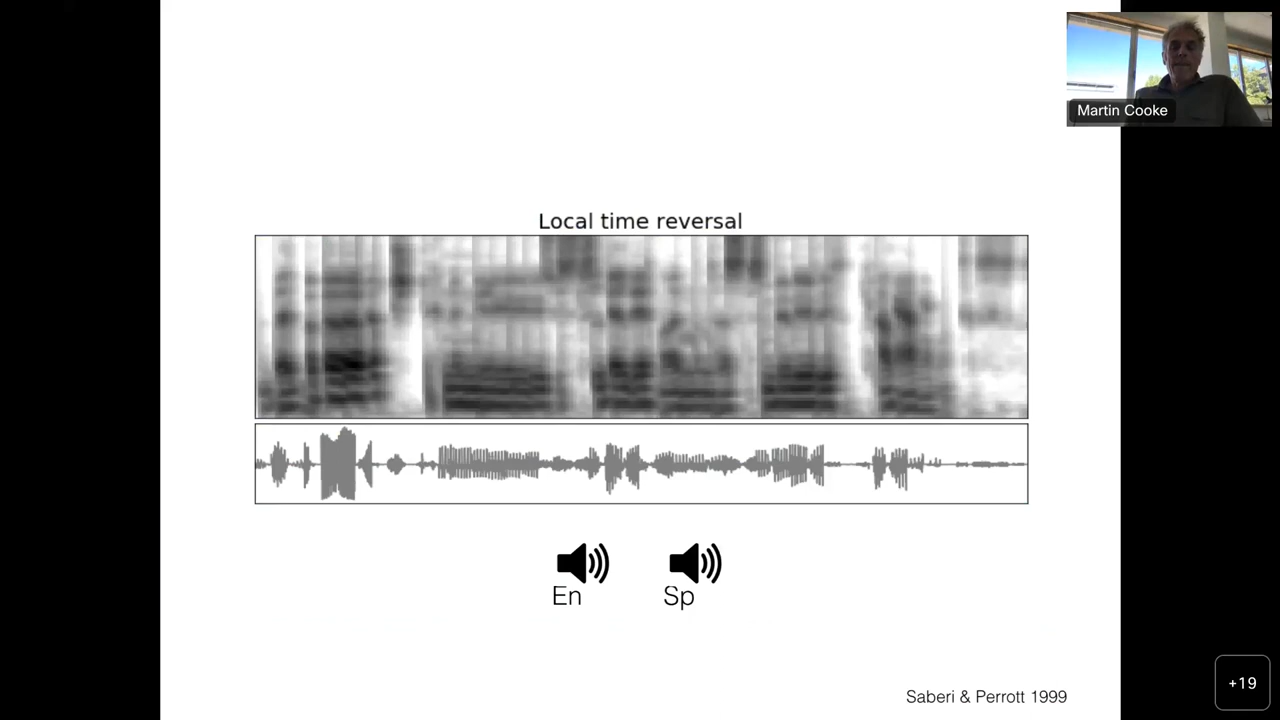 Martin Cooke
Local time reversal
En
Sp
Saberi & Perrott 1999
+19